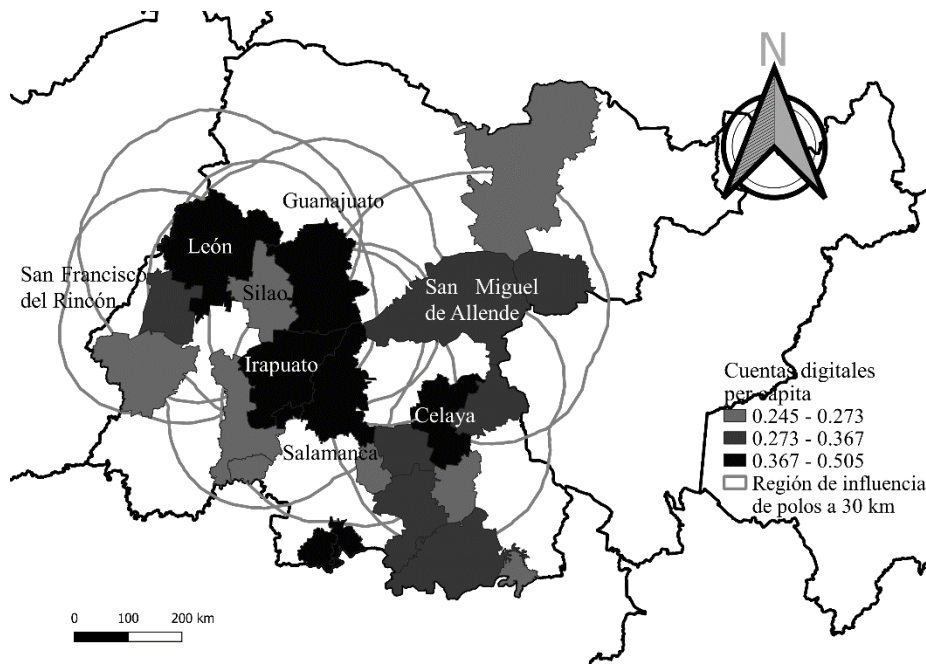 N
Guanajuato
León
San Francisco
del Rincón
Silao
San Miguel
de Allende
Irapuato
Celaya
Salamanca
Cuentas digitales
per cápita
0.245 - 0.273
0.273 - 0.367
0.367 - 0.505
Región de influencia
de polos a 30 km
0 100 200 km